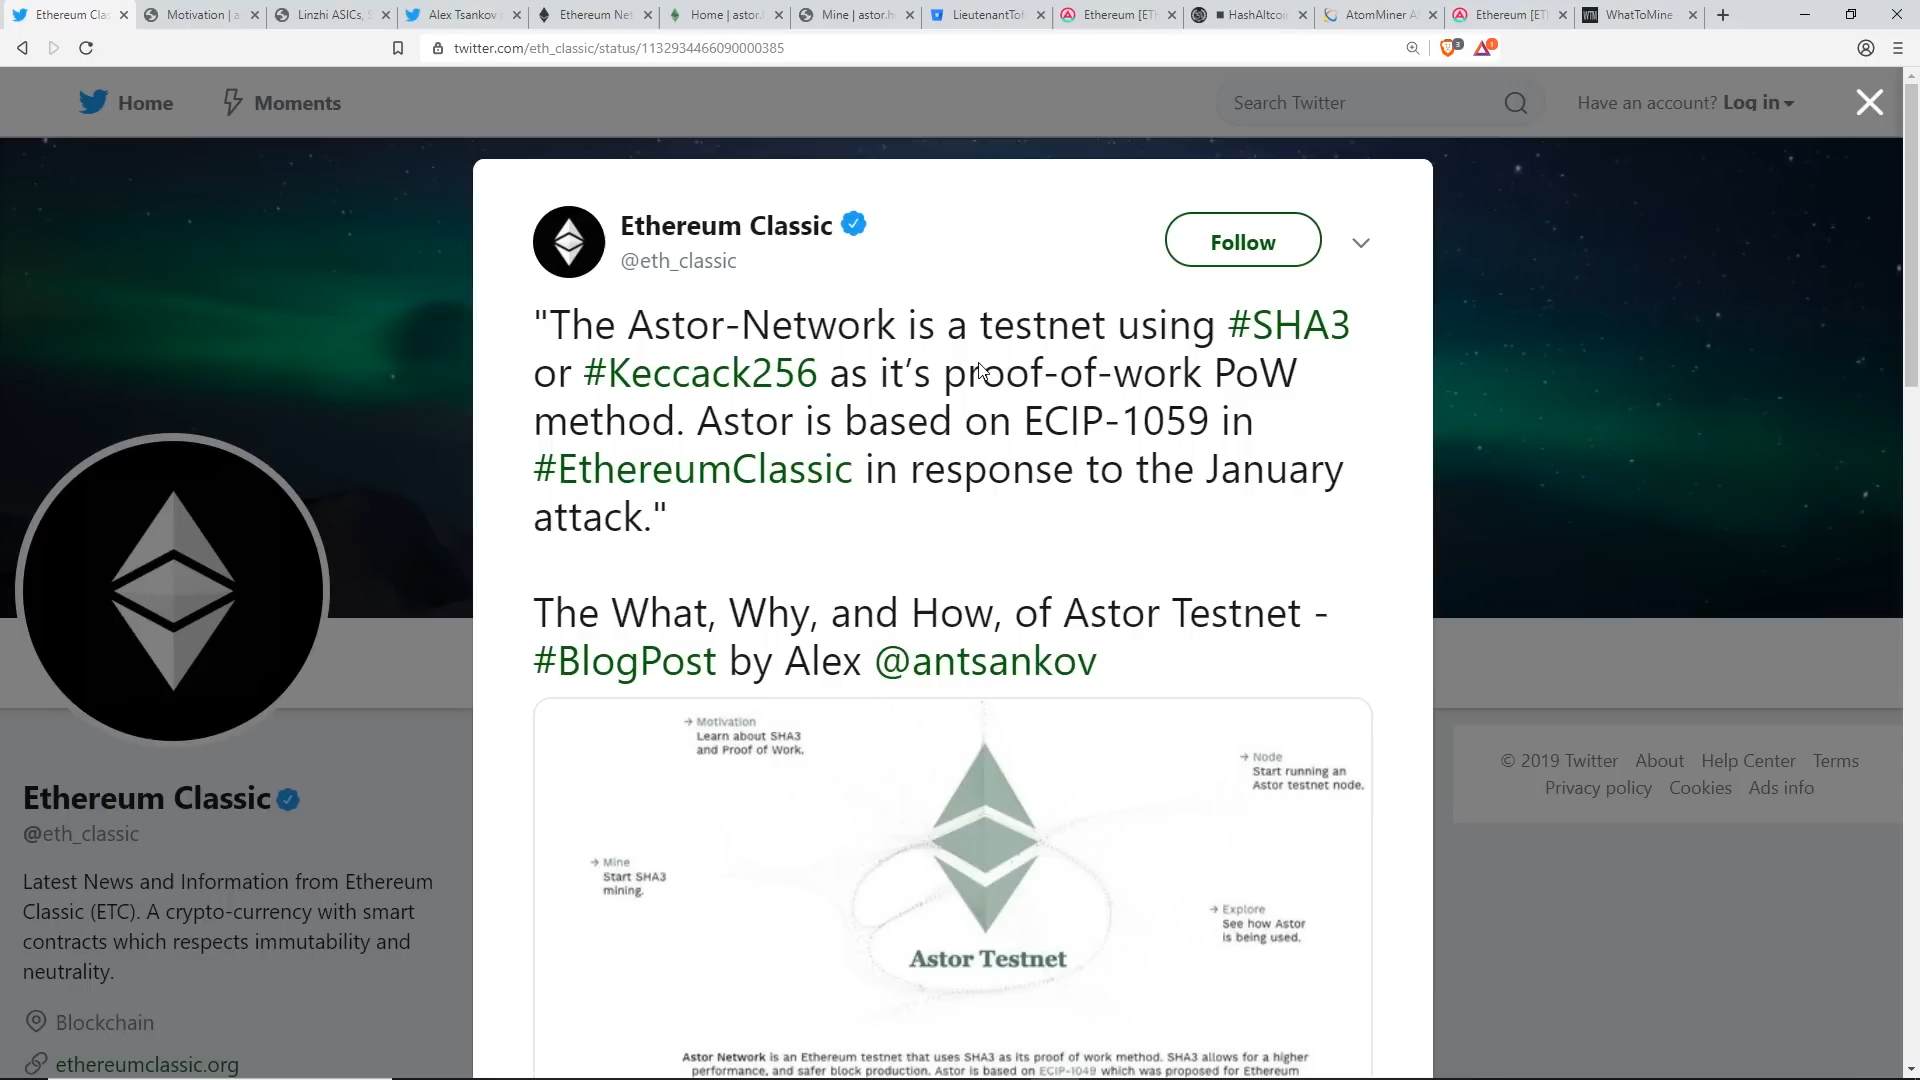 Ethereum Cla
Motivation | a
Linzhi ASICs, S
Alex Tsankov
Ethereum Net
Home | astor.
Mine | astor.h
LieutenantTof
Ethereum [ET
■ HashAltcoin
AtomMiner A
Ethereum [ET
WhatToMine
twitter.com/eth_classic/status/1132934466090000385
3
1
Home
Moments
Search Twitter
Have an account? Log in
Ethereum Classic
@eth_classic
Follow
"The Astor-Network is a testnet using #SHA3
or #Keccack256 as it’s proof-of-work PoW
method. Astor is based on ECIP-1059 in
#EthereumClassic in response to the January
attack."
The What, Why, and How, of Astor Testnet -
#BlogPost by Alex @antsankov
→ Motivation
Learn about SHA3
and Proof of Work.
→ Node
Start running an
Astor testnet node.
→ Mine
Start SHA3
mining.
→ Explore
See how Astor
is being used.
Astor Testnet
Astor Network is an Ethereum testnet that uses SHA3 as its proof of work method. SHA3 allows for a higher
performance, and safer block production. Astor is based on ECIP-1049 which was proposed for Ethereum
Ethereum Classic
@eth_classic
Latest News and Information from Ethereum
Classic (ETC). A crypto-currency with smart
contracts which respects immutability and
neutrality.
Blockchain
ethereumclassic.org
© 2019 Twitter About Help Center Terms
Privacy policy Cookies Ads info